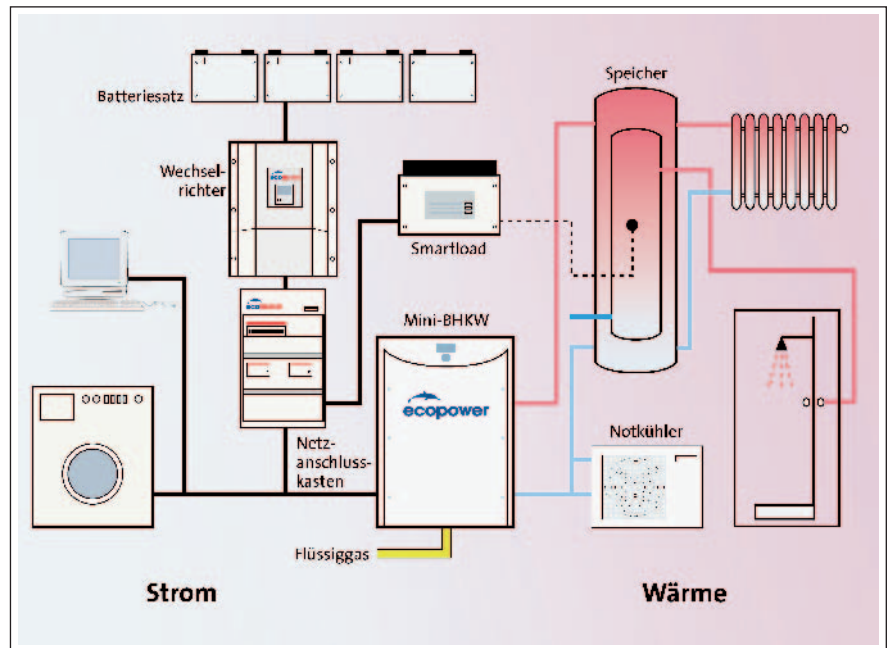 Speicher
Batteriesatz
Wechsel-
richter
Smartload
Mini-BHKW
ecopower
Netz-
anschluss-
kasten
Notkühler
Flüssiggas
Strom
Wärme